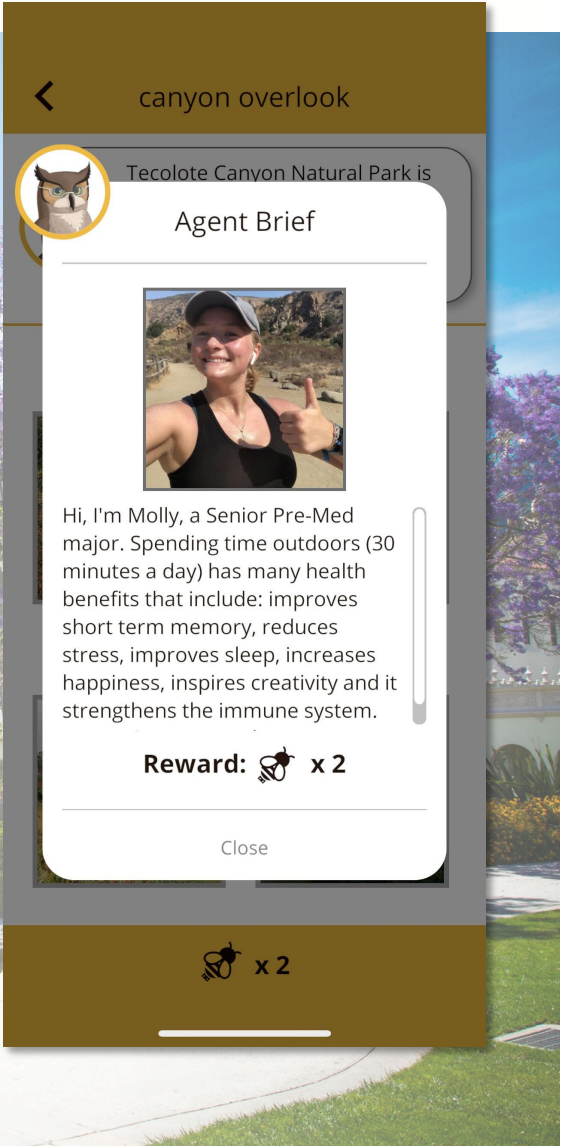 canyon overlook
Tecolote Canyon Natural Park is
Agent Brief
Hi, I'm Molly, a Senior Pre-Med
major. Spending time outdoors (30
minutes a day) has many health
benefits that include: improves
short term memory, reduces
stress, improves sleep, increases
happiness, inspires creativity and it
strengthens the immune system.
Reward: x 2
Close
x 2